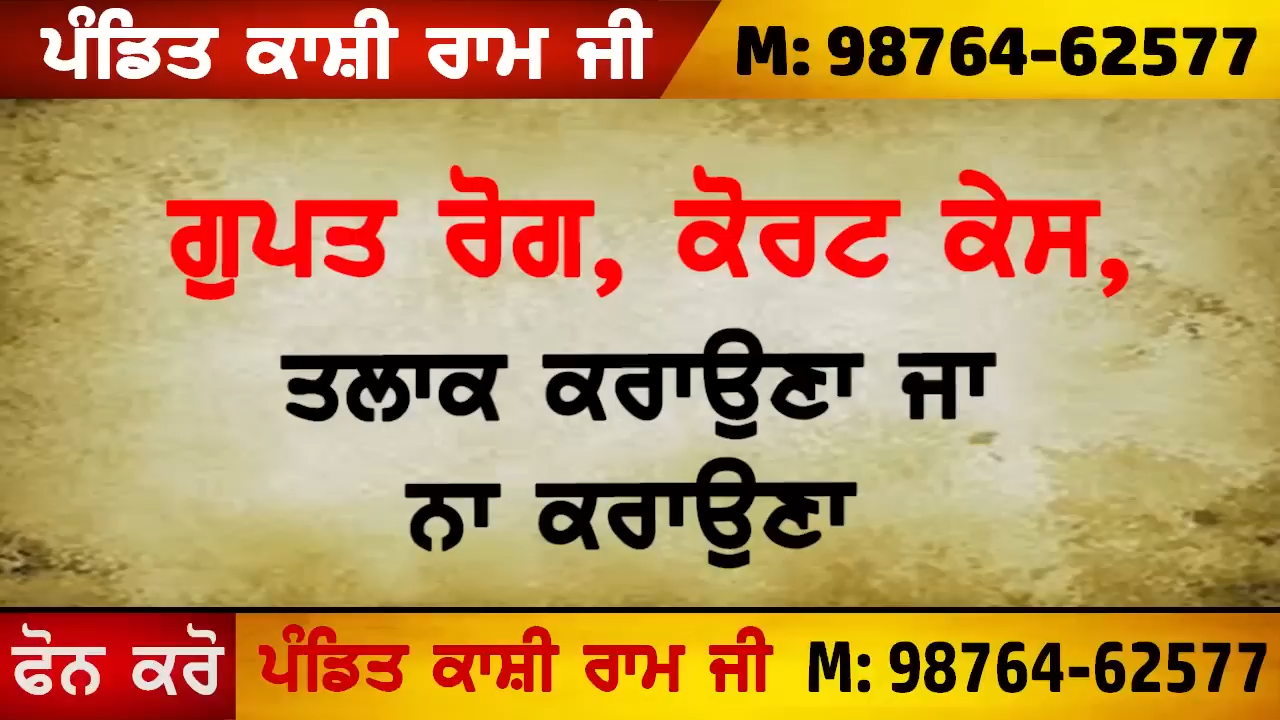 ਪੰਡਿਤ ਕਾਸ਼ੀ ਰਾਮ ਜੀ M: 98764-62577
ਗੁਪਤ ਰੋਗ, ਕੋਰਟ ਕੇਸ,
ਤਲਾਕ ਕਰਾਉਣਾ ਜਾ
ਨਾ ਕਰਾਉਣਾ
ਫੋਨ ਕਰੋ ਪੰਡਿਤ ਕਾਸ਼ੀ ਰਾਮ ਜੀ M: 98764-62577